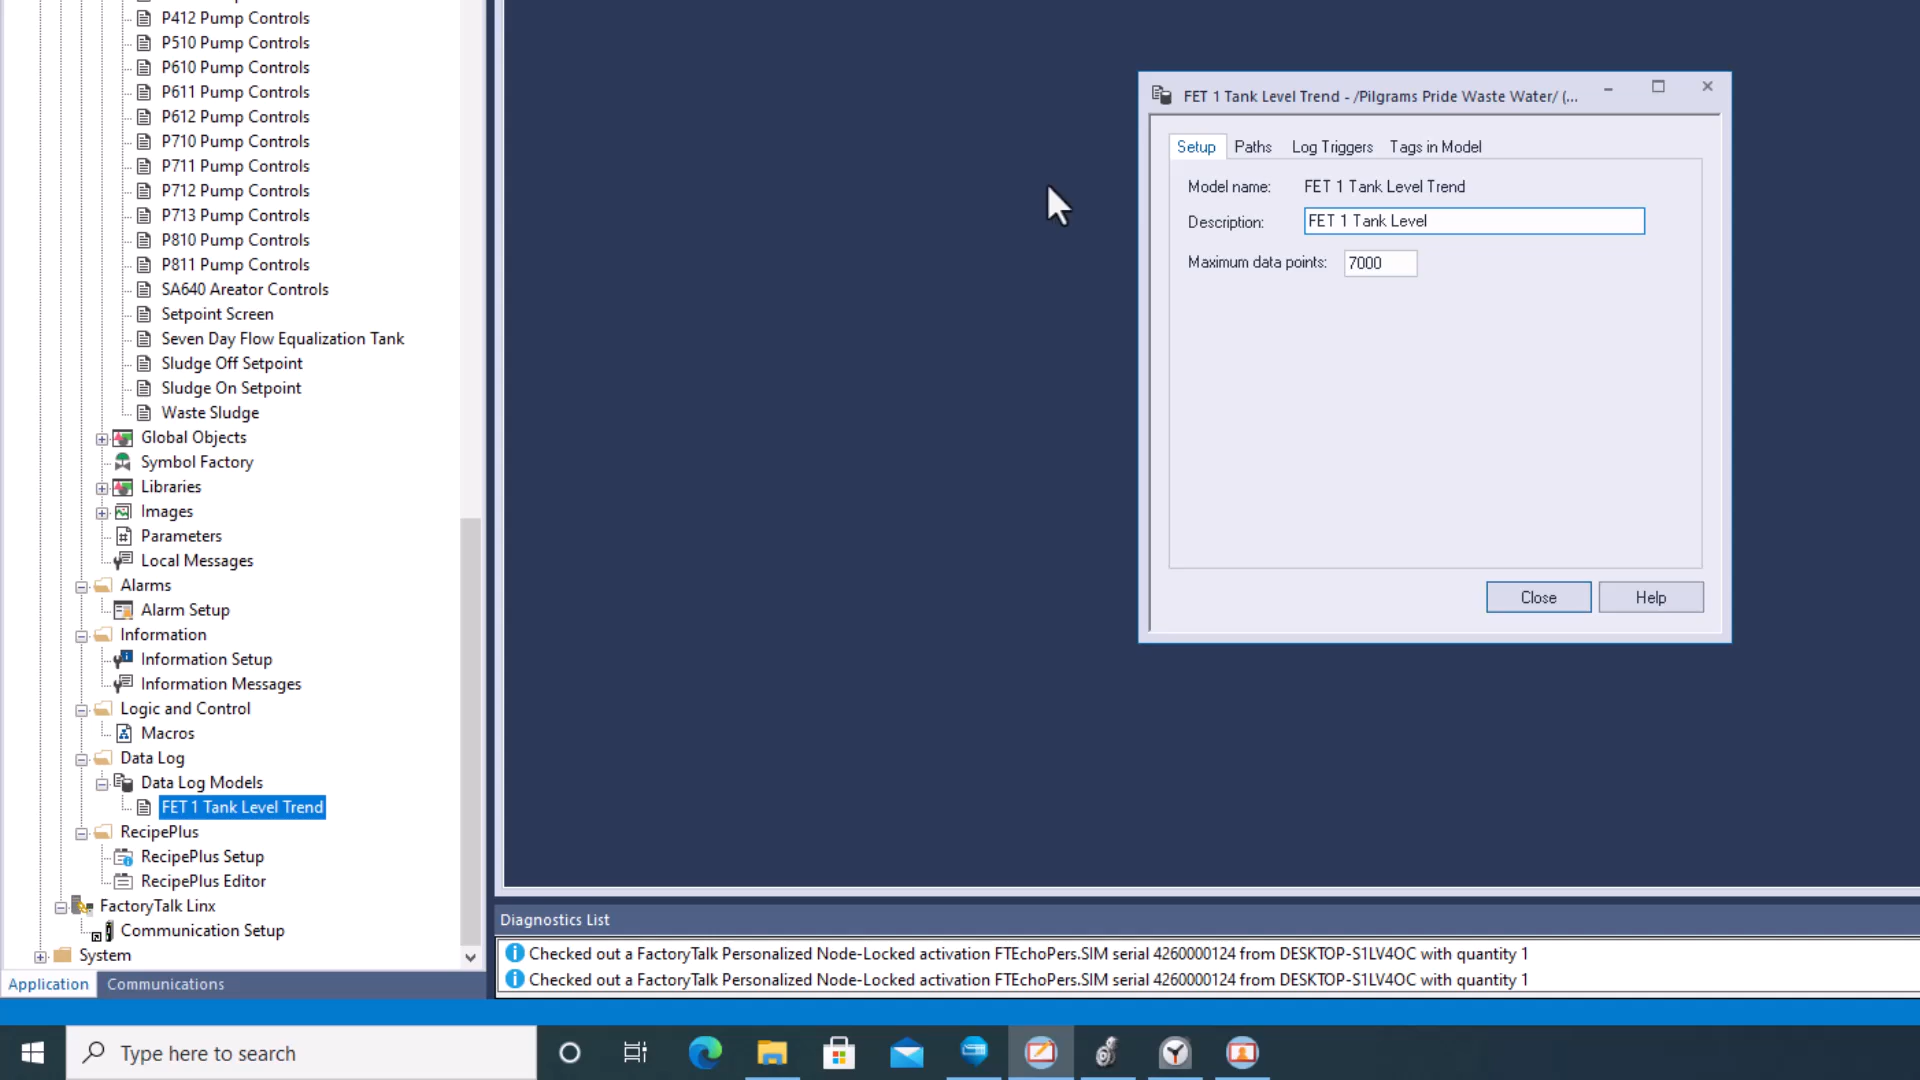 P412 Pump Controls
P510 Pump Controls
P610 Pump Controls
P611 Pump Controls
P612 Pump Controls
P710 Pump Controls
P711 Pump Controls
P712 Pump Controls
P713 Pump Controls
P810 Pump Controls
P811 Pump Controls
SA640 Areator Controls
Setpoint Screen
Seven Day Flow Equalization Tank
Sludge Off Setpoint
Sludge On Setpoint
Waste Sludge
Global Objects
Symbol Factory
Libraries
Images
Parameters
Local Messages
Alarms
Alarm Setup
Information
Information Setup
Information Messages
Logic and Control
Macros
Data Log
Data Log Models
FET 1 Tank Level Trend
RecipePlus
RecipePlus Setup
RecipePlus Editor
FactoryTalk Linx
Communication Setup
System
Application Communications
FET 1 Tank Level Trend - /Pilgrams Pride Waste Water/ (...
Setup Paths Log Triggers Tags in Model
Model name: FET 1 Tank Level Trend
Description: FET 1 Tank Level
Maximum data points: 7000
Close Help
Diagnostics List
Checked out a FactoryTalk Personalized Node-Locked activation FTEchoPers.SIM serial 4260000124 from DESKTOP-S1LV4OC with quantity 1
Checked out a FactoryTalk Personalized Node-Locked activation FTEchoPers.SIM serial 4260000124 from DESKTOP-S1LV4OC with quantity 1
Type here to search